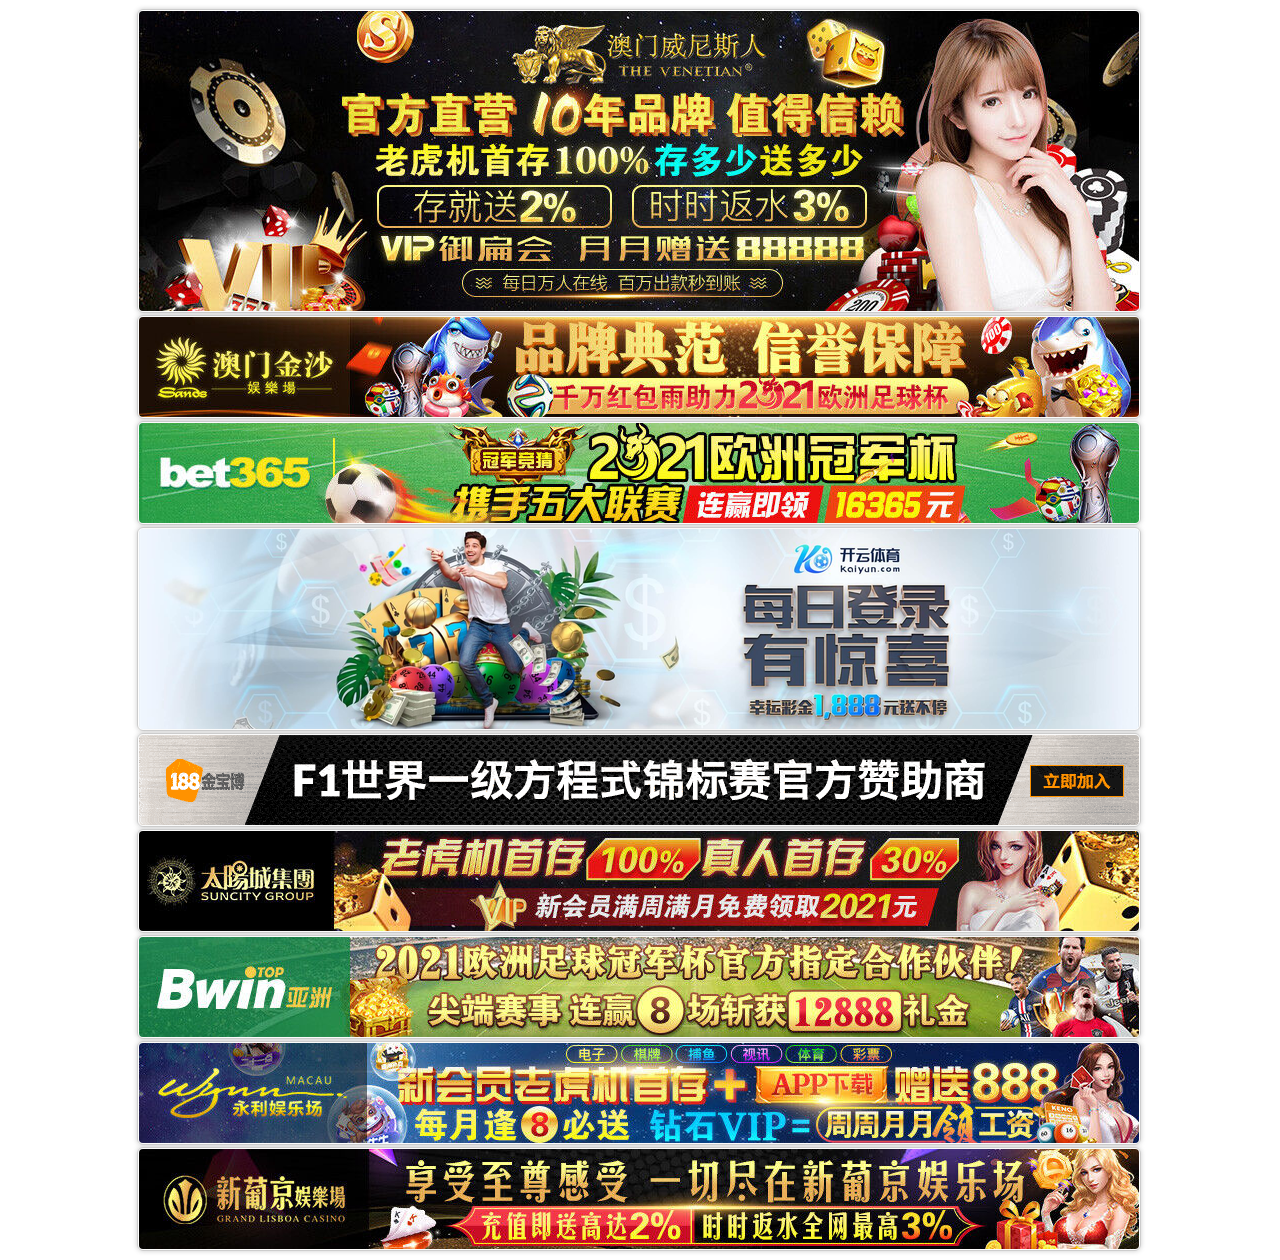 澳门威尼斯人
THE VENETIAN®
官方直营 10年品牌 值得信赖
老虎机首存100%存多少送多少
存就送2% 时时返水3%
VIP御扁会 月月赠送88888
每日万人在线 百万出款秒到账
VIP
200
澳门金沙
娱樂場
Sands
品牌典范 信誉保障
千万红包雨助力2021欧洲足球杯
100
bet365
冠军竞猜
2021欧洲冠军杯
携手五大联赛 连赢即领 16365元
开云体育
Kaiyun.com
每日登录
有惊喜
幸运彩金1,888元送不停
188金宝博
F1世界一级方程式锦标赛官方赞助商
立即加入
太陽城集團
SUNCITY GROUP
老虎机首存100%真人首存30%
VIP 新会员满周满月免费领取2021元
Bwin TOP 亚洲
2021欧洲足球冠军杯官方指定合作伙伴!
尖端赛事 连赢8场斩获12888礼金
Wynn MACAU
永利娱乐场
电子 棋牌 捕鱼 视讯 体育 彩票
新会员老虎机首存+APP下载 赠送888
每月逢8必送 钻石VIP=周周月月领工资
KENO
新葡京娱樂場
GRAND LISBOA CASINO
享受至尊感受 一切尽在新葡京娱乐场
充值即送高达2% 时时返水全网最高3%